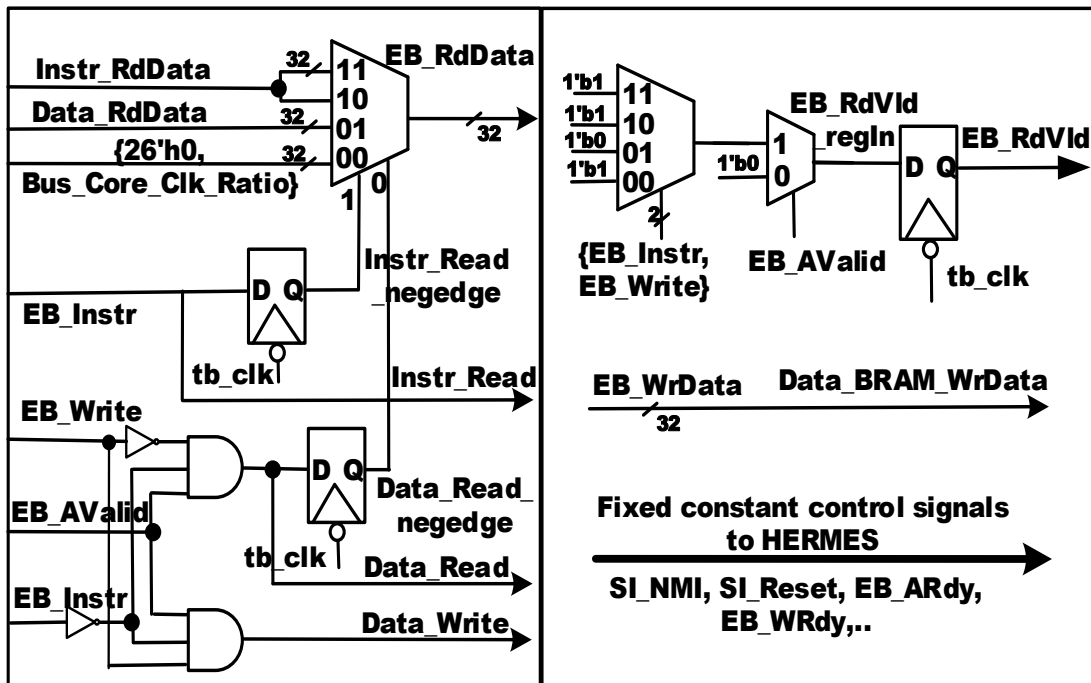 Instr_RdData
32
11
EB_RdData
10
Data_RdData
32
01
32
{26'h0,
32
00
Bus_Core_Clk_Ratio}
0
1
D Q
Instr_Read
_negedge
EB_Instr
tb_clk
Instr_Read
EB_Write
D Q
Data_Read_
negedge
EB_AValid
tb_clk
Data_Read
EB_Instr
Data_Write
1'b1
11
1'b1
10
1'b0
01
1'b1
00
2
{EB_Instr,
EB_Write}
1
1'b0
0
EB_AValid
EB_RdVld
_regIn
EB_RdVld
D Q
tb_clk
EB_WrData
Data_BRAM_WrData
32
Fixed constant control signals
to HERMES
SI_NMI, SI_Reset, EB_ARdy,
EB_WRdy,..